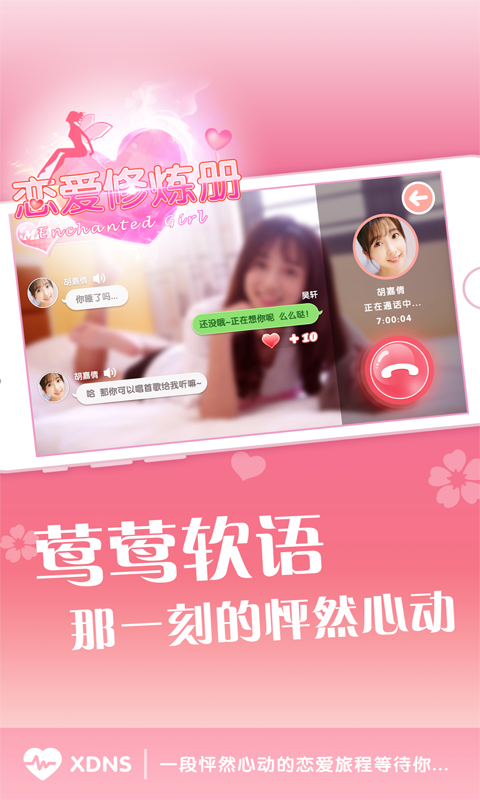 恋爱修炼册
MEnchanted Girl
胡嘉倩
你睡了吗...
吴轩
还没哦~正在想你呢 么么哒!
+10
胡嘉倩
哈 那你可以唱首歌给我听嘛~
胡嘉倩
正在通话中...
7:00:04
莺莺软语
那一刻的怦然心动
XDNS
一段怦然心动的恋爱旅程等待你...